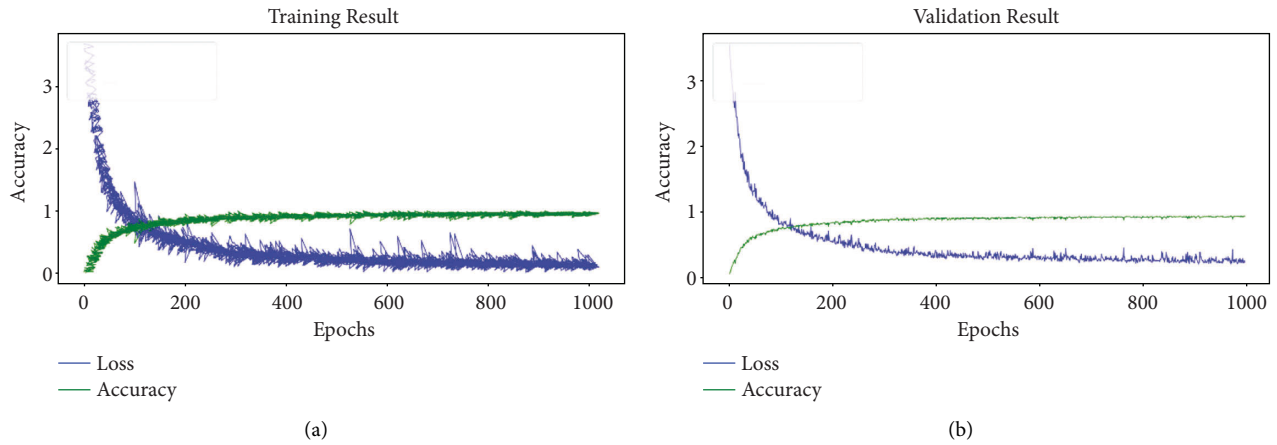 Training Result
Accuracy
3
2
1
0
0 200 400 600 800 1000
Epochs
Loss
Accuracy
(a)
Validation Result
Accuracy
3
2
1
0
0 200 400 600 800 1000
Epochs
Loss
Accuracy
(b)